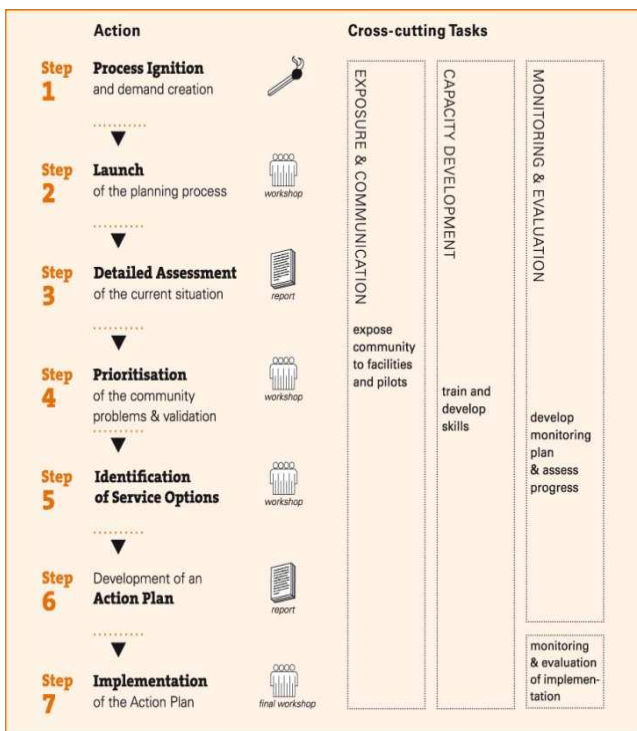 Action
Cross-cutting Tasks
Step
1
Process Ignition
and demand creation
Step
2
Launch
of the planning process
workshop
Step
3
Detailed Assessment
of the current situation
report
Step
4
Prioritisation
of the community
problems & validation
workshop
Step
5
Identification
of Service Options
workshop
Step
6
Development of an
Action Plan
report
Step
7
Implementation
of the Action Plan
final workshop
EXPOSURE & COMMUNICATION
expose
community
to facilities
and pilots
CAPACITY DEVELOPMENT
train and
develop
skills
MONITORING & EVALUATION
develop
monitoring
plan
& assess
progress
monitoring
& evaluation
of implemen-
tation